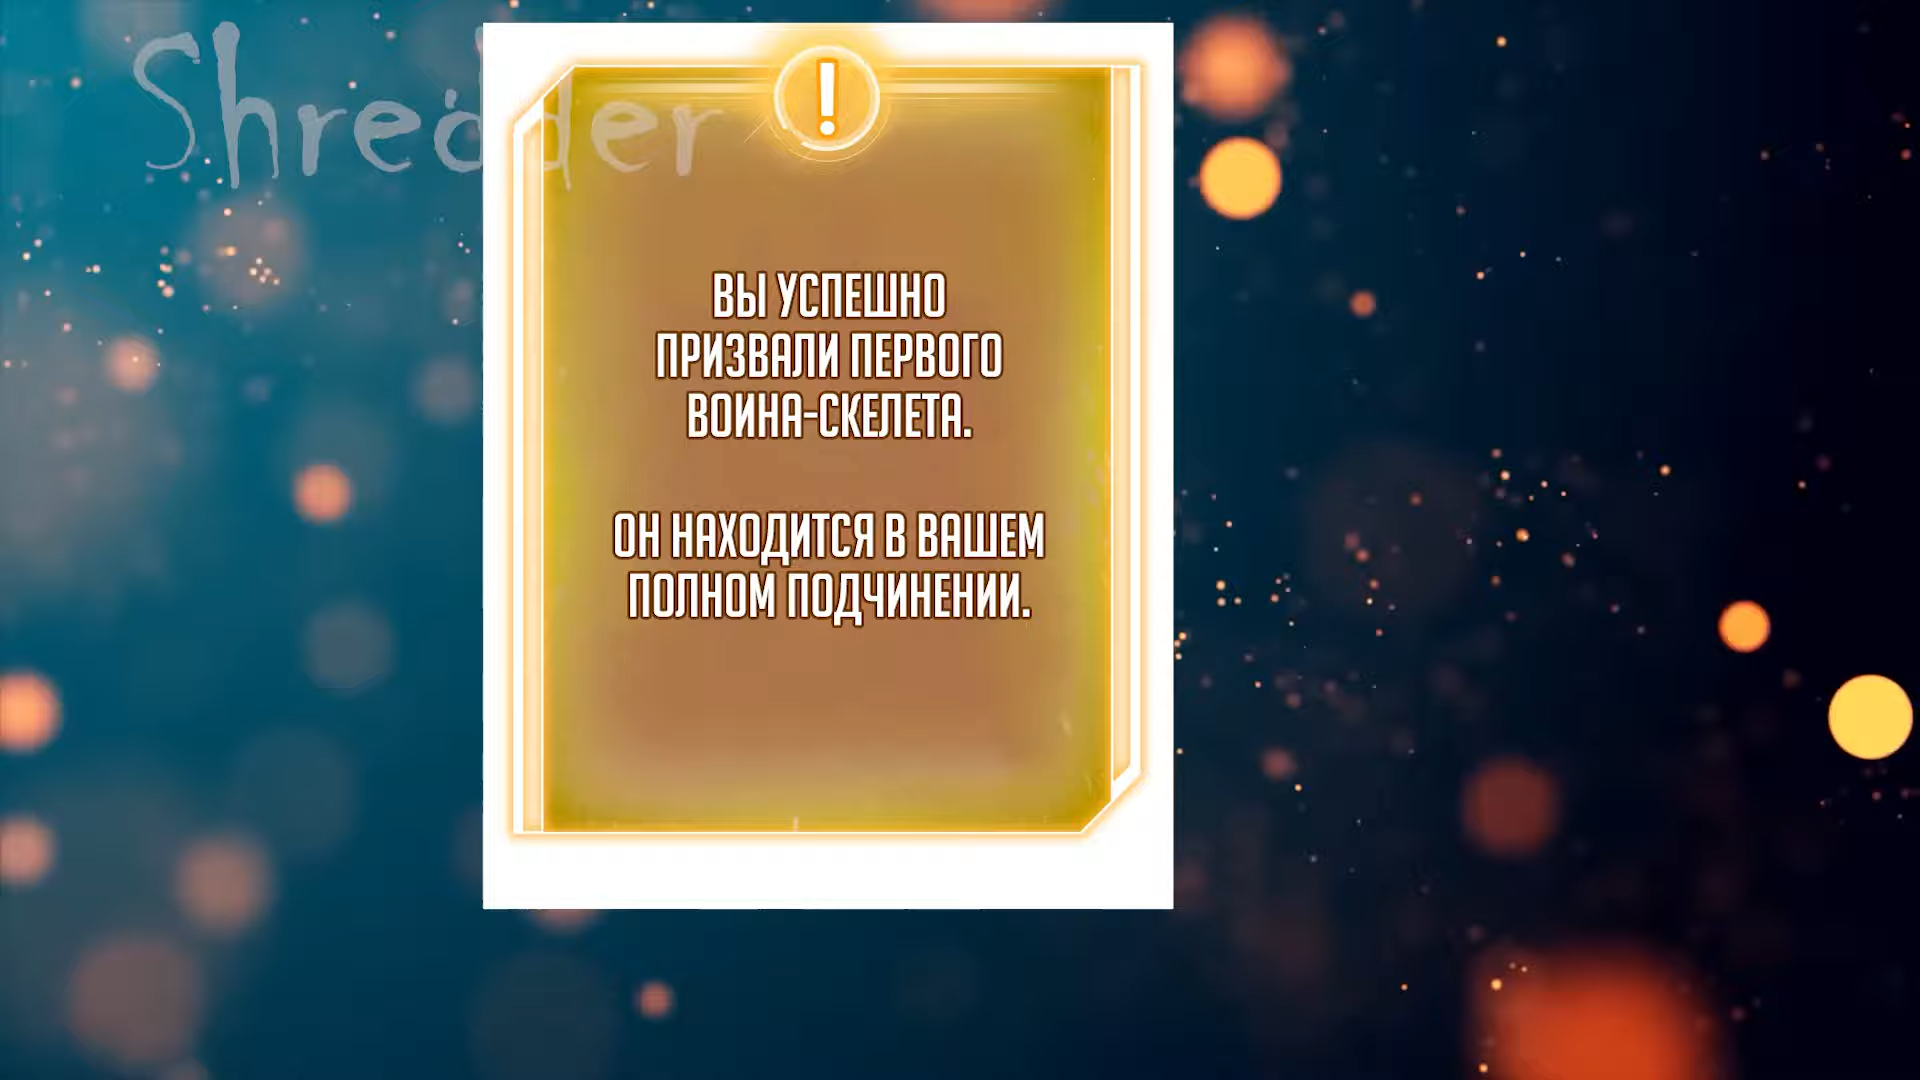 Shredder
!
ВЫ УСПЕШНО
ПРИЗВАЛИ ПЕРВОГО
ВОИНА-СКЕЛЕТА.
ОН НАХОДИТСЯ В ВАШЕМ
ПОЛНОМ ПОДЧИНЕНИИ.